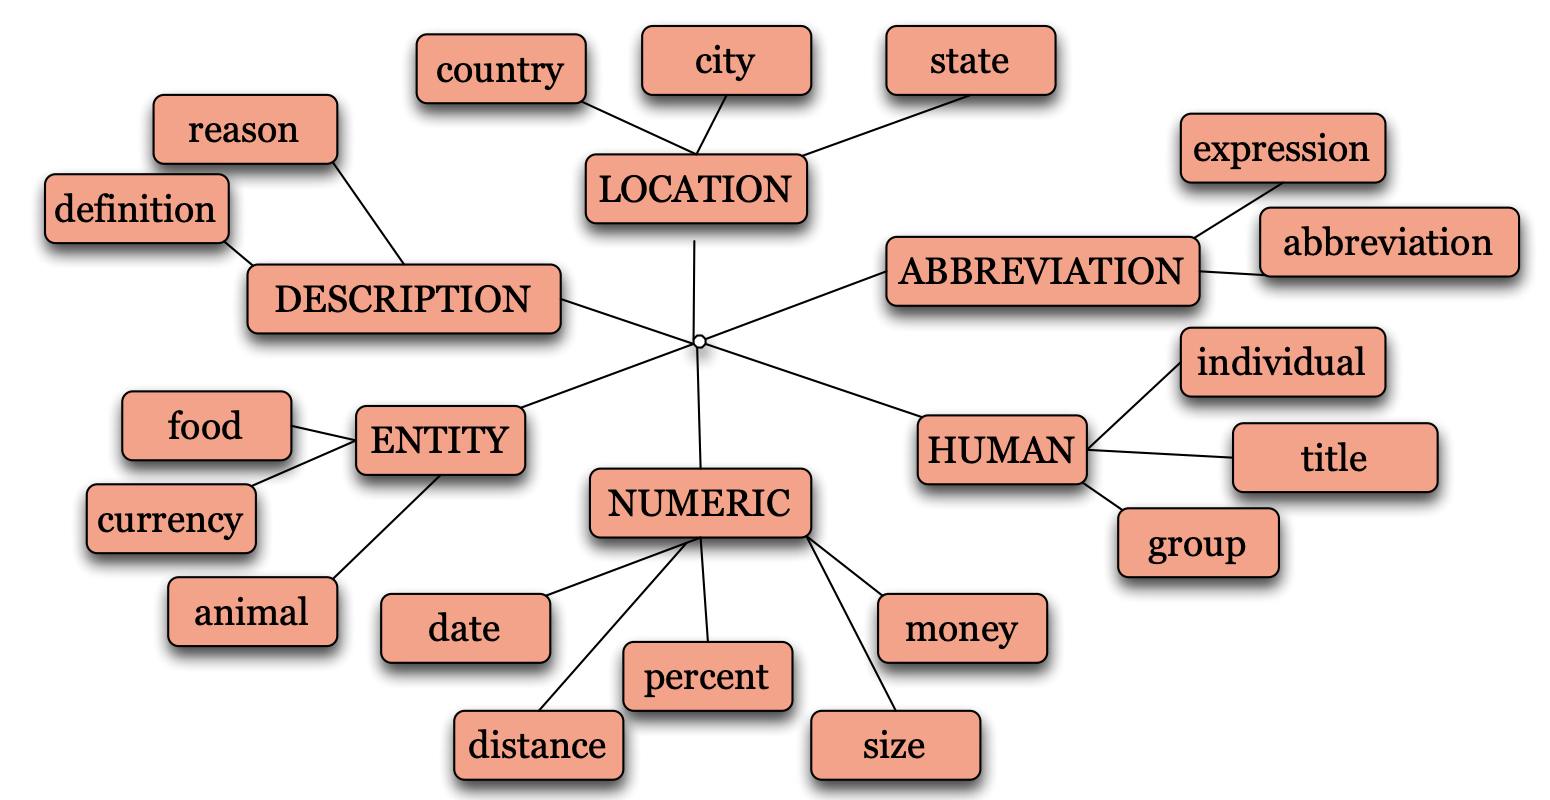 country
city
state
reason
expression
definition
LOCATION
abbreviation
DESCRIPTION
ABBREVIATION
individual
food
ENTITY
HUMAN
title
currency
NUMERIC
group
animal
date
money
percent
distance
size